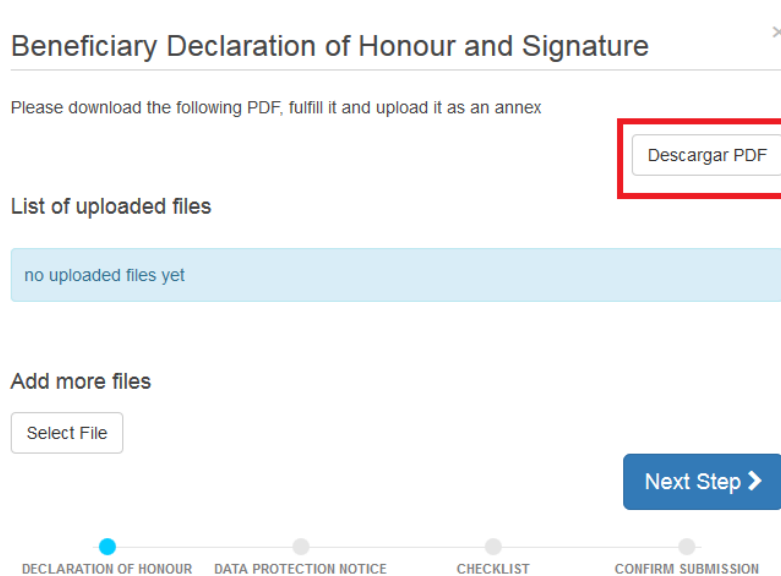 Beneficiary Declaration of Honour and Signature
Please download the following PDF, fulfill it and upload it as an annex
Descargar PDF
List of uploaded files
no uploaded files yet
Add more files
Select File
Next Step
DECLARATION OF HONOUR DATA PROTECTION NOTICE CHECKLIST CONFIRM SUBMISSION